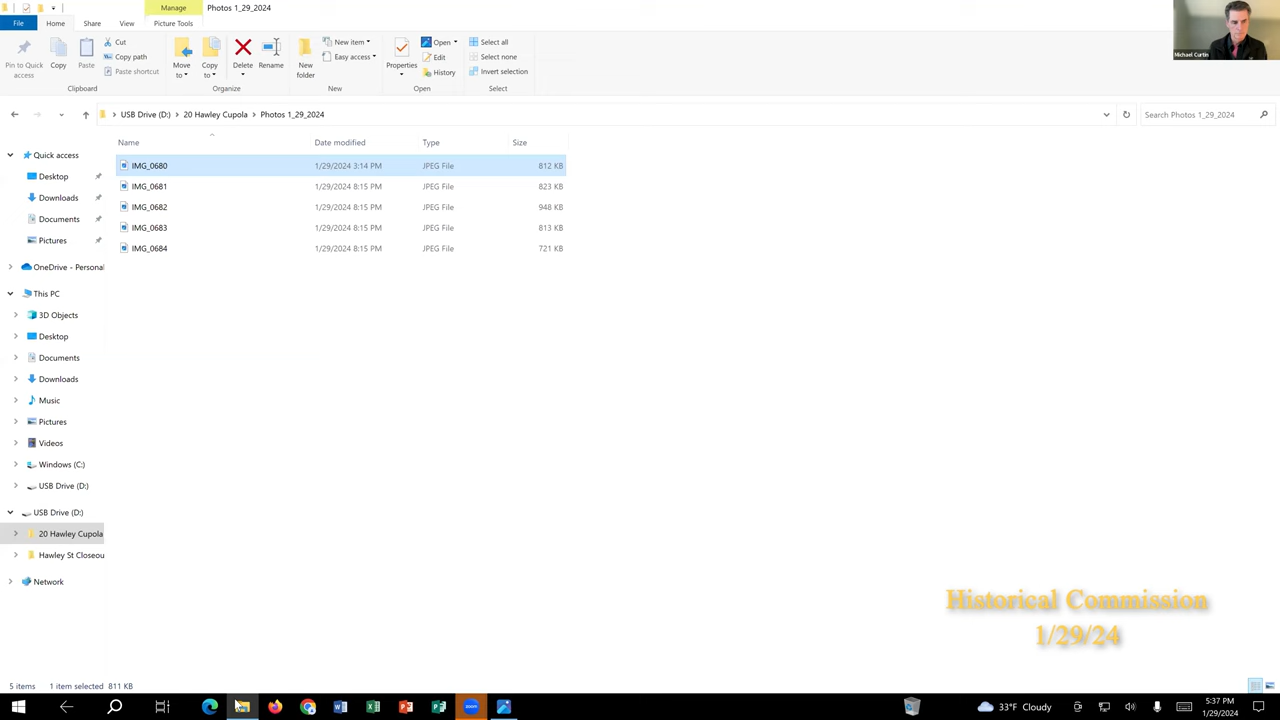 Manage
Photos 1_29_2024
File
Home
Share
View
Picture Tools
Pin to Quick access
Copy
Paste
Cut
Copy path
Paste shortcut
Move to
Copy to
Delete
Rename
New folder
New item
Easy access
Properties
Open
Edit
History
Select all
Select none
Invert selection
Clipboard
Organize
New
Open
Select
Michael Curtin
USB Drive (D:)
20 Hawley Cupola
Photos 1_29_2024
Search Photos 1_29_2024
Name Date modified Type Size
IMG_0680 1/29/2024 3:14 PM JPEG File 812 KB
IMG_0681 1/29/2024 8:15 PM JPEG File 823 KB
IMG_0682 1/29/2024 8:15 PM JPEG File 948 KB
IMG_0683 1/29/2024 8:15 PM JPEG File 813 KB
IMG_0684 1/29/2024 8:15 PM JPEG File 721 KB
Quick access
Desktop
Downloads
Documents
Pictures
OneDrive - Personal
This PC
3D Objects
Desktop
Documents
Downloads
Music
Pictures
Videos
Windows (C:)
USB Drive (D:)
USB Drive (D:)
20 Hawley Cupola
Hawley St Closeou
Network
Historical Commission
1/29/24
5 items 1 item selected 811 KB
33°F Cloudy
5:37 PM
1/29/2024